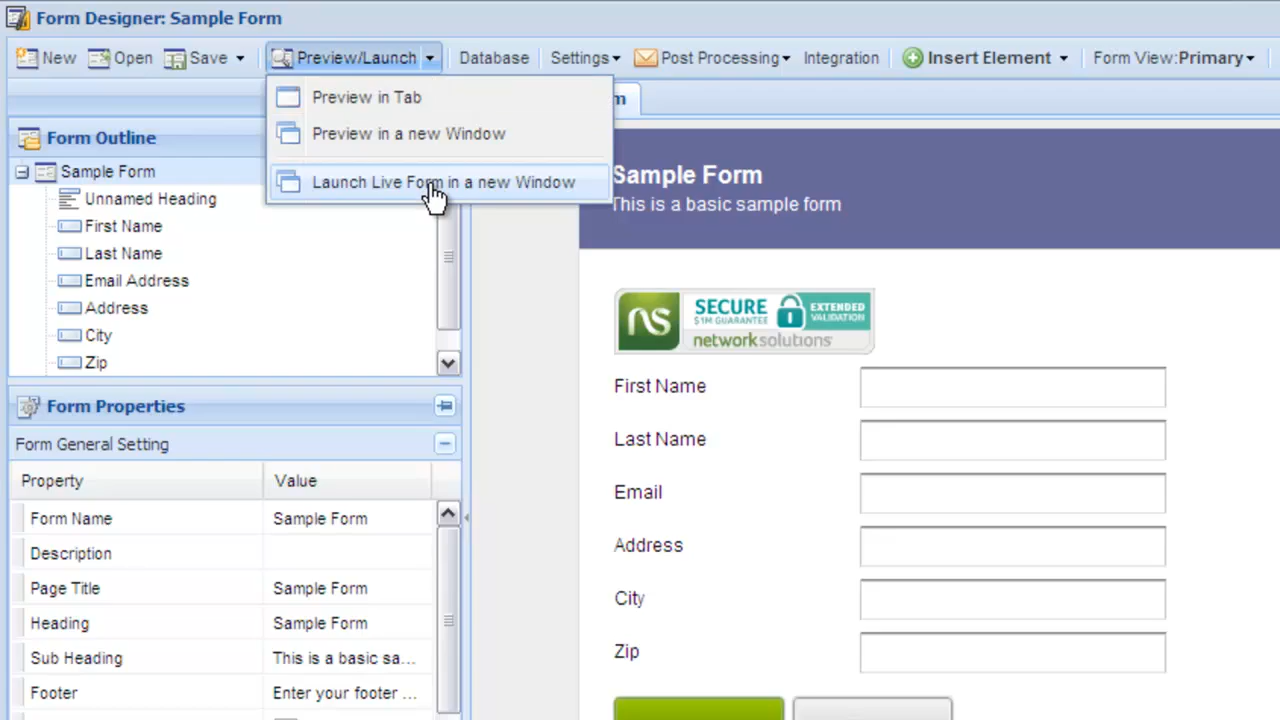 Form Designer: Sample Form
New Open Save Preview/Launch Database Settings Post Processing Integration Insert Element Form View:Primary
Preview in Tab
Preview in a new Window
Launch Live Form in a new Window
Form Outline
Sample Form
Unnamed Heading
First Name
Last Name
Email Address
Address
City
Zip
Form Properties
Form General Setting
Property Value
Form Name Sample Form
Description
Page Title Sample Form
Heading Sample Form
Sub Heading This is a basic sa...
Footer Enter your footer ...
Sample Form
This is a basic sample form
ns SECURE EXTENDED
$1M GUARANTEE VALIDATION
networksolutions
First Name
Last Name
Email
Address
City
Zip